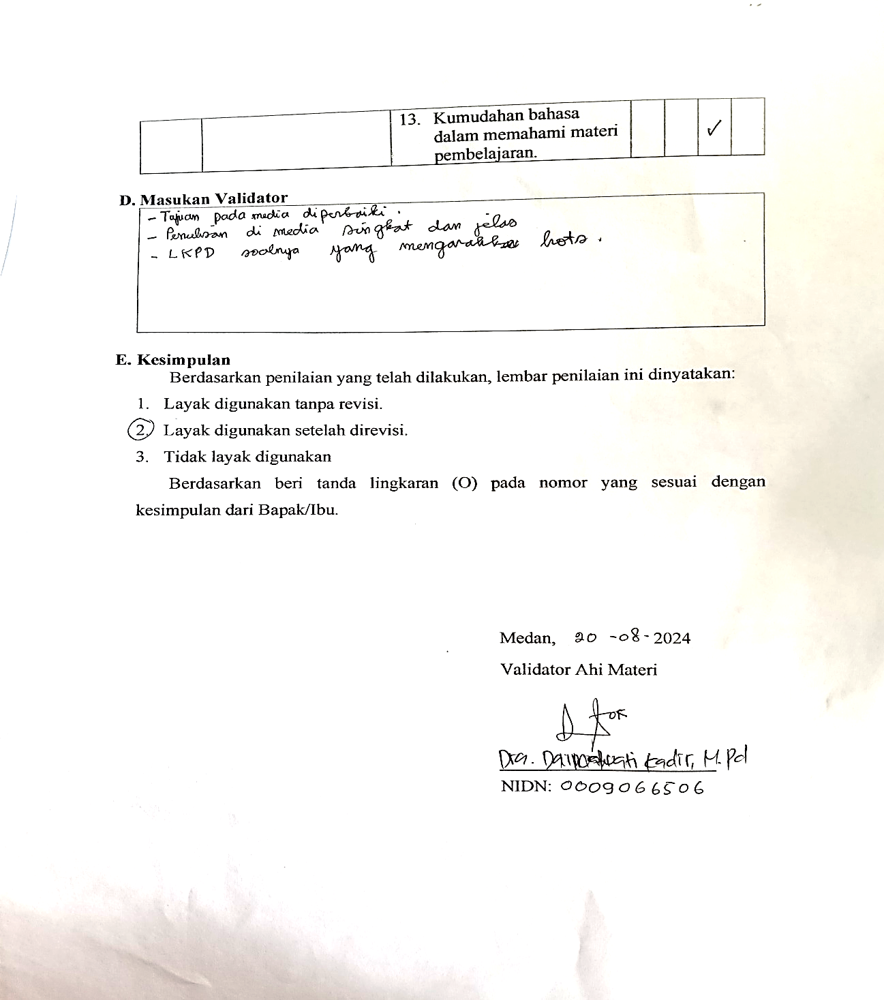 13. Kumudahan bahasa
dalam memahami materi
pembelajaran.
✓
D. Masukan Validator
- Tujuan pada media diperbaiki.
- Penulisan di media singkat dan jelas
- LKPD soalnya yang mengarahkan hots.
E. Kesimpulan
Berdasarkan penilaian yang telah dilakukan, lembar penilaian ini dinyatakan:
1. Layak digunakan tanpa revisi.
2. Layak digunakan setelah direvisi.
3. Tidak layak digunakan
Berdasarkan beri tanda lingkaran (O) pada nomor yang sesuai dengan
kesimpulan dari Bapak/Ibu.
Medan, 20 -08- 2024
Validator Ahi Materi
Dra. Kadir, M.Pd
NIDN: 0009066506